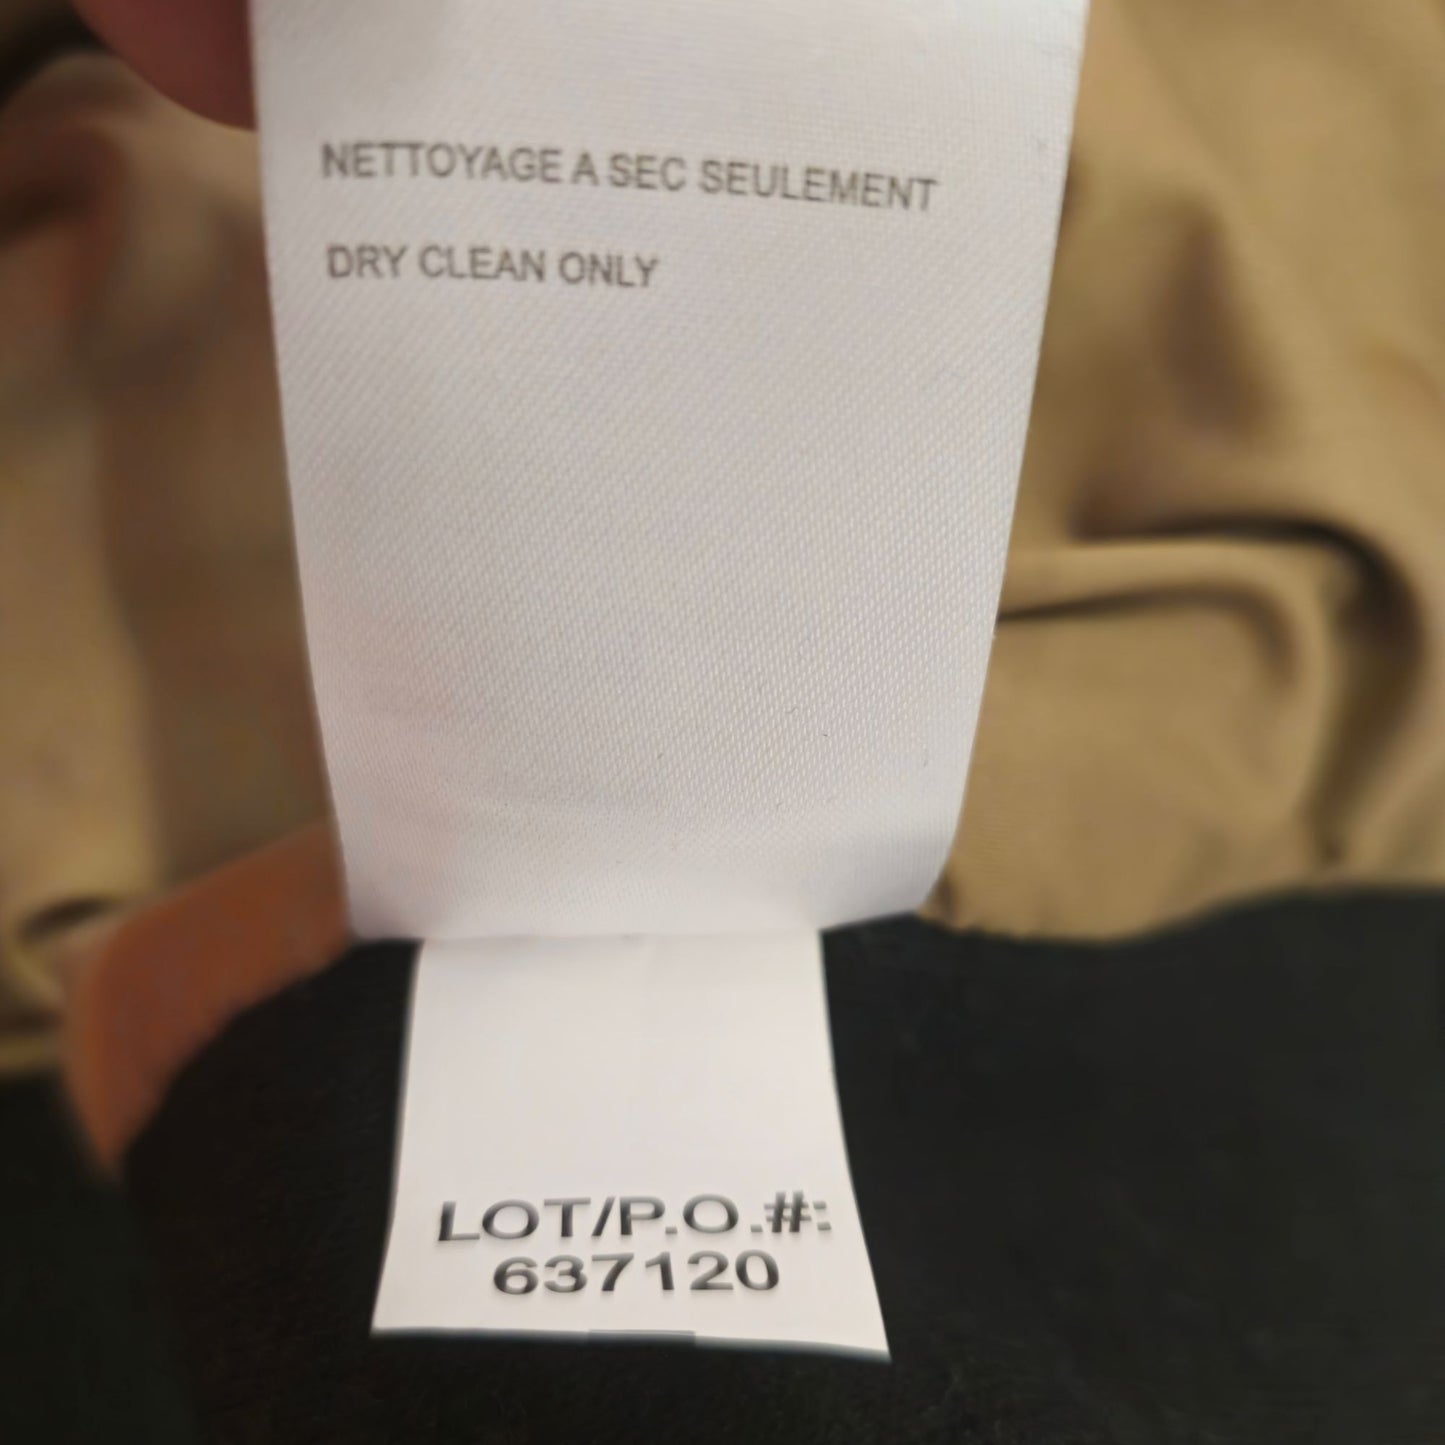 NETTOYAGE A SEC SEULEMENT
DRY CLEAN ONLY
LOT/P.O.#:
637120